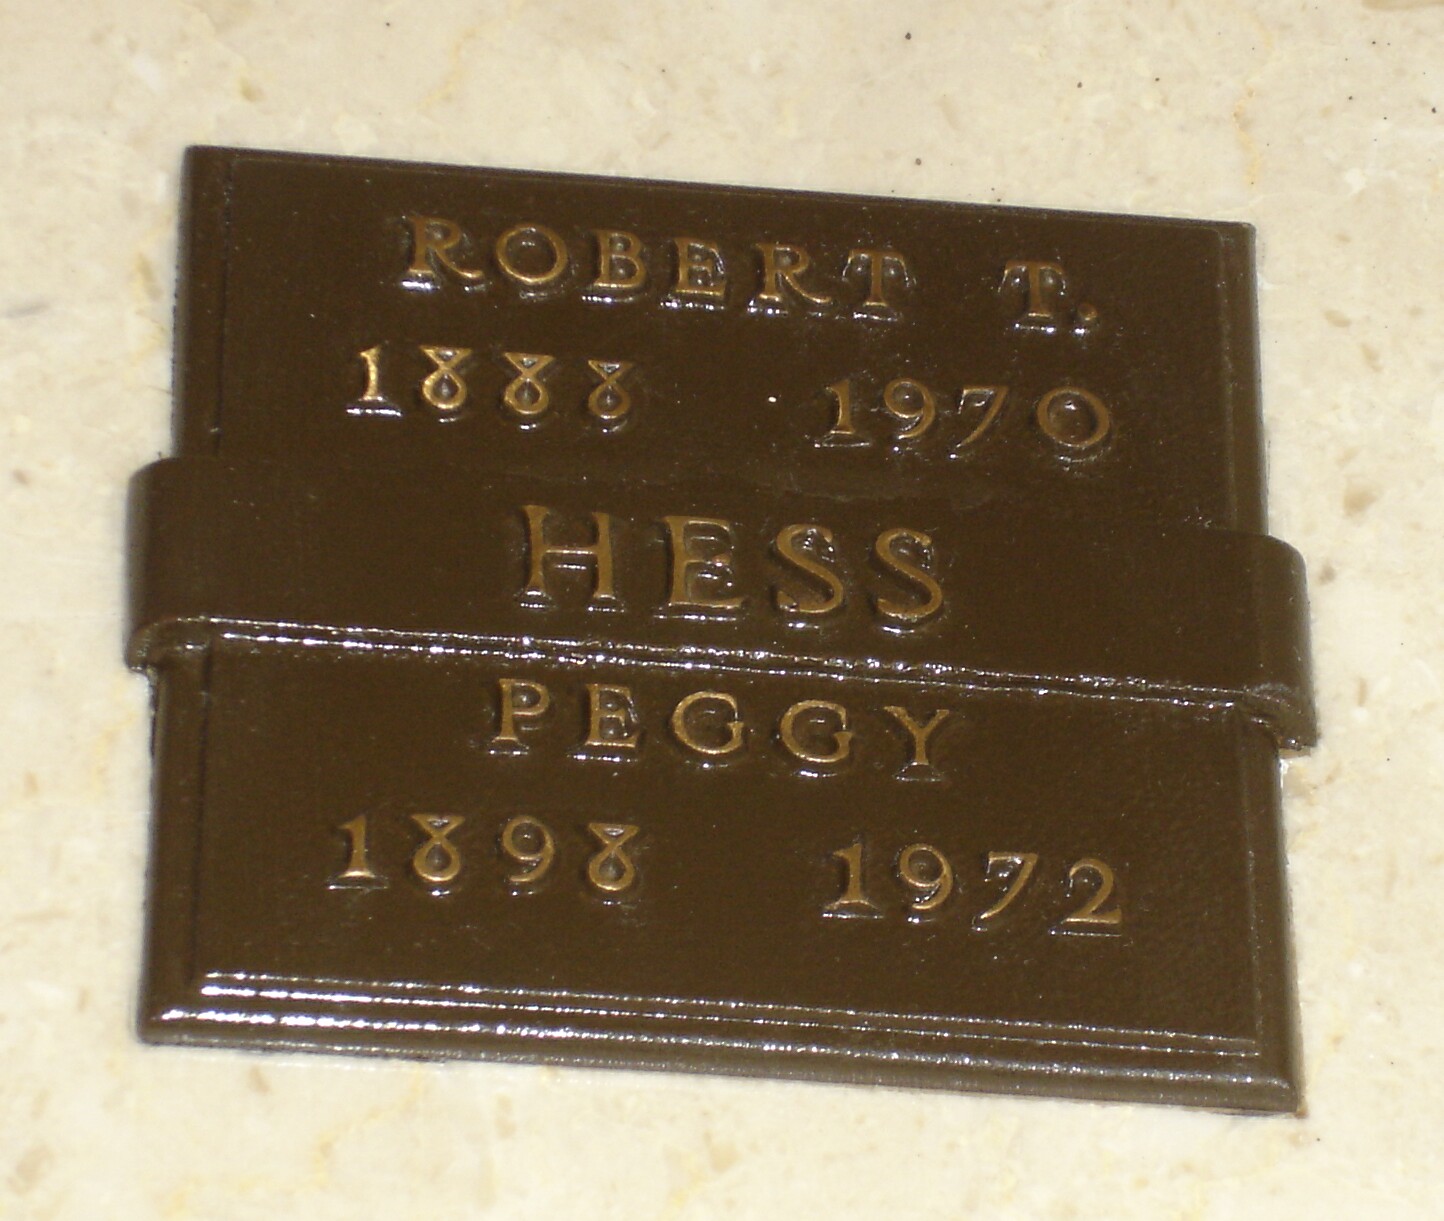 ROBERT T.
1888 1970
HESS
PEGGY
1898 1972